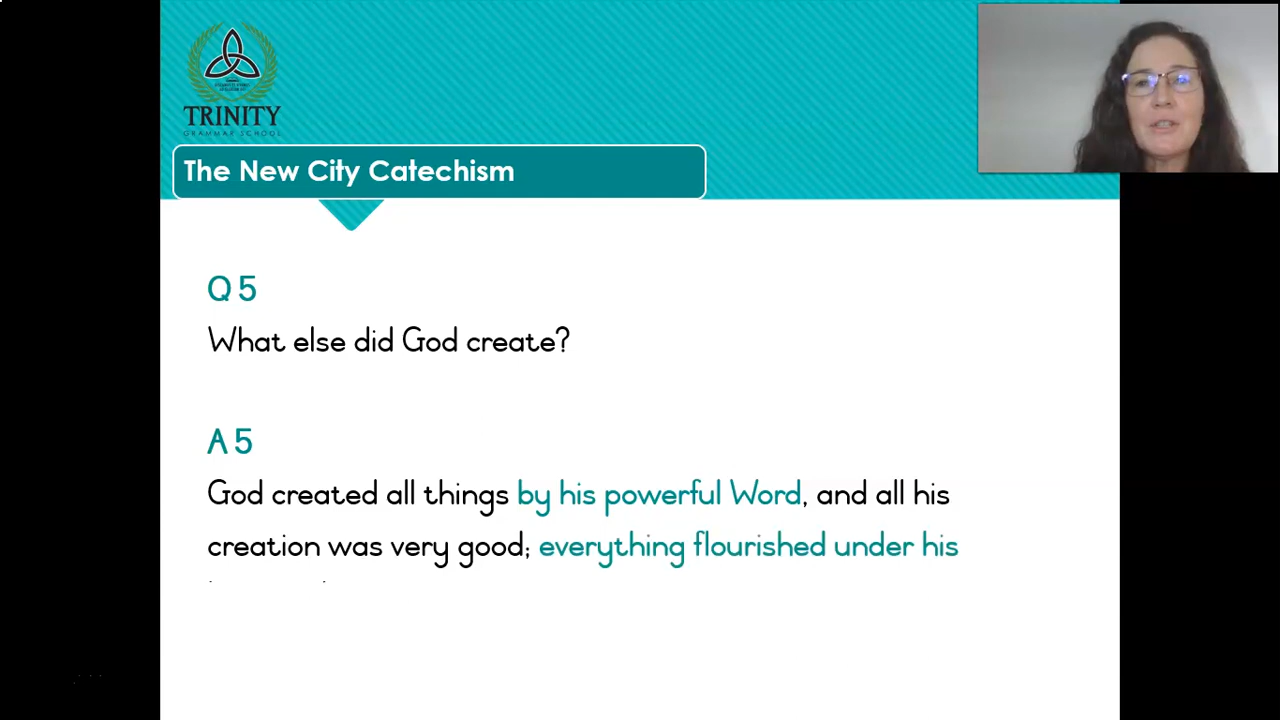 TRINITY
GRAMMAR SCHOOL
The New City Catechism
Q 5
What else did God create?
A 5
God created all things by his powerful Word, and all his
creation was very good; everything flourished under his